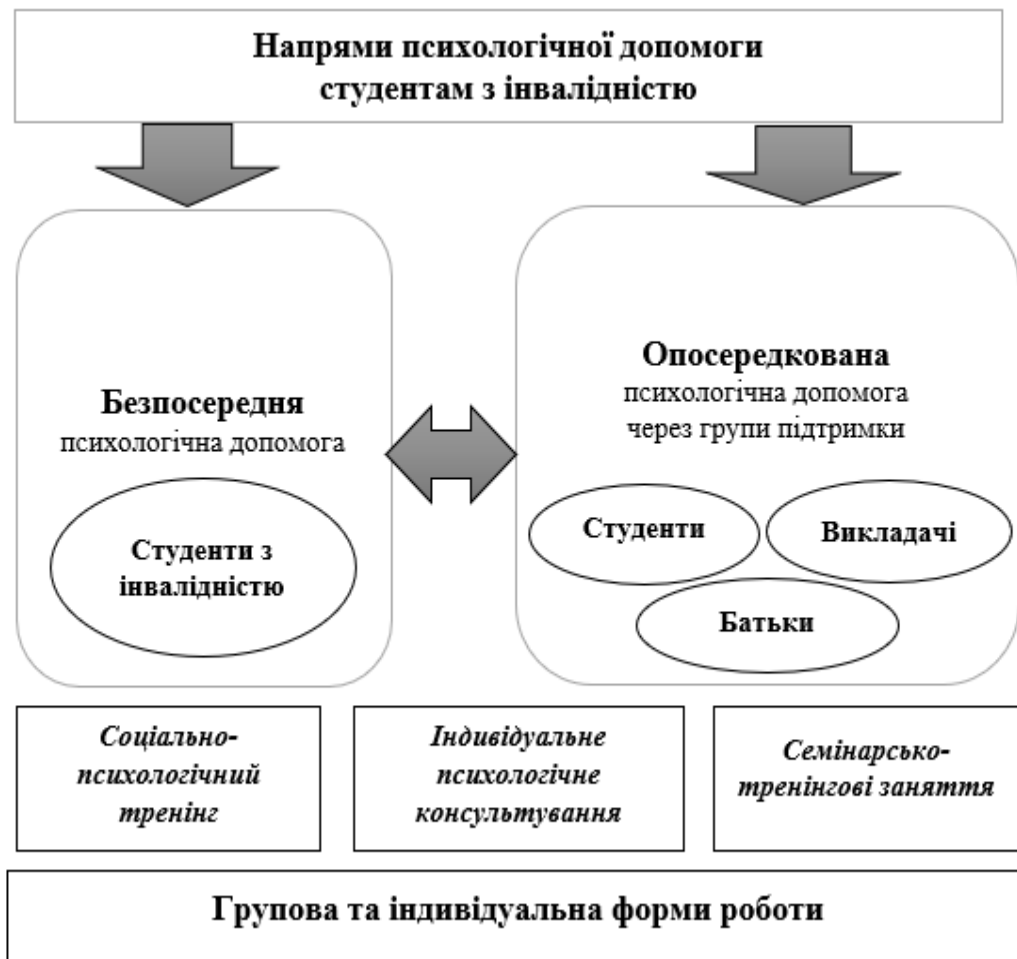 Напрями психологічної допомоги
студентам з інвалідністю
Безпосередня
психологічна допомога
Студенти з
інвалідністю
Опосередкована
психологічна допомога
через групи підтримки
Студенти
Викладачі
Батьки
Соціально-
психологічний
тренінг
Індивідуальне
психологічне
консультування
Семінарсько-
тренінгові заняття
Групова та індивідуальна форми роботи